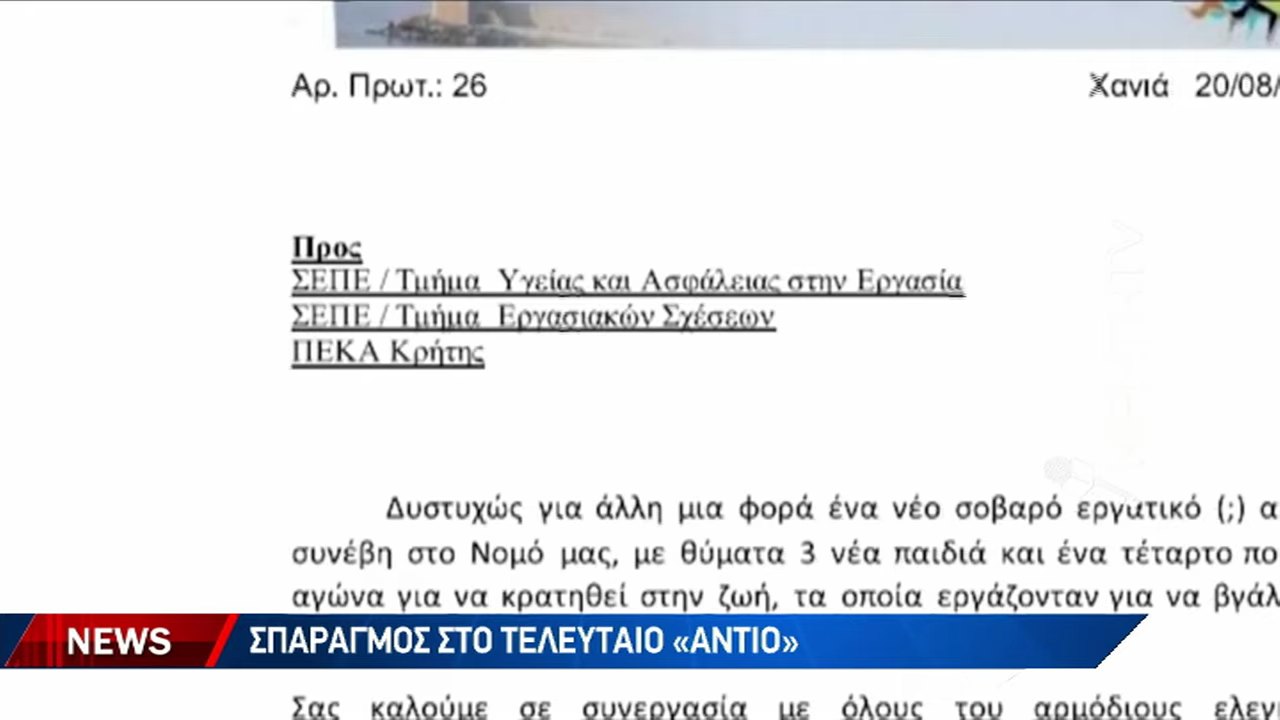 Αρ. Πρωτ.: 26
Χανιά 20/08/
Προς
ΣΕΠΕ / Τμήμα Υγείας και Ασφάλειας στην Εργασία
ΣΕΠΕ / Τμήμα Εργασιακών Σχέσεων
ΠΕΚΑ Κρήτης
Δυστυχώς για άλλη μια φορά ένα νέο σοβαρό εργατικό (;) α
συνέβη στο Νομό μας, με θύματα 3 νέα παιδιά και ένα τέταρτο πο
αγώνα για να κρατηθεί στην ζωή, τα οποία εργάζονταν για να βγάλ
NEWS ΣΠΑΡΑΓΜΟΣ ΣΤΟ ΤΕΛΕΥΤΑΙΟ «ΑΝΤΙΟ»
Σας καλούμε σε συνεργασία με όλους του αρμόδιους ελεγ